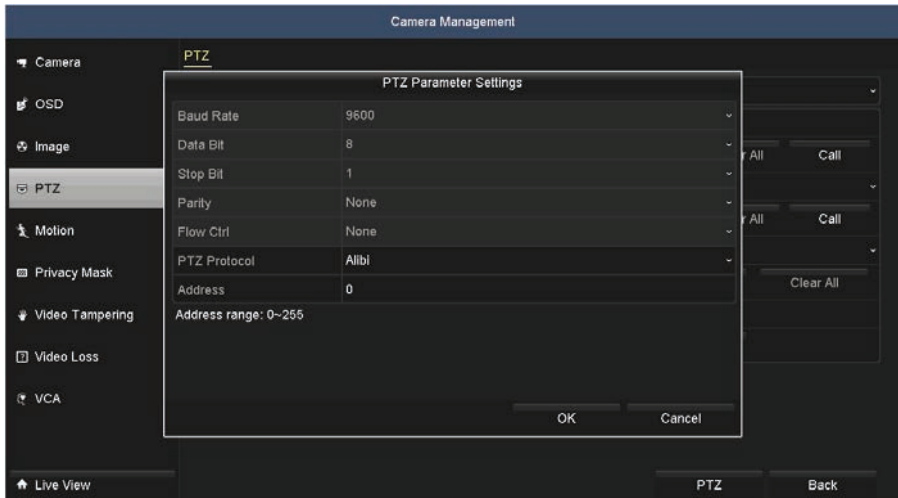 Camera Management
Camera
OSD
Image
PTZ
Motion
Privacy Mask
Video Tampering
Video Loss
VCA
Live View
PTZ
PTZ Parameter Settings
Baud Rate 9600
Data Bit 8
Stop Bit 1
Parity None
Flow Ctrl None
PTZ Protocol Alibi
Address 0
Address range: 0~255
OK Cancel
All Call
All Call
Clear All
PTZ Back